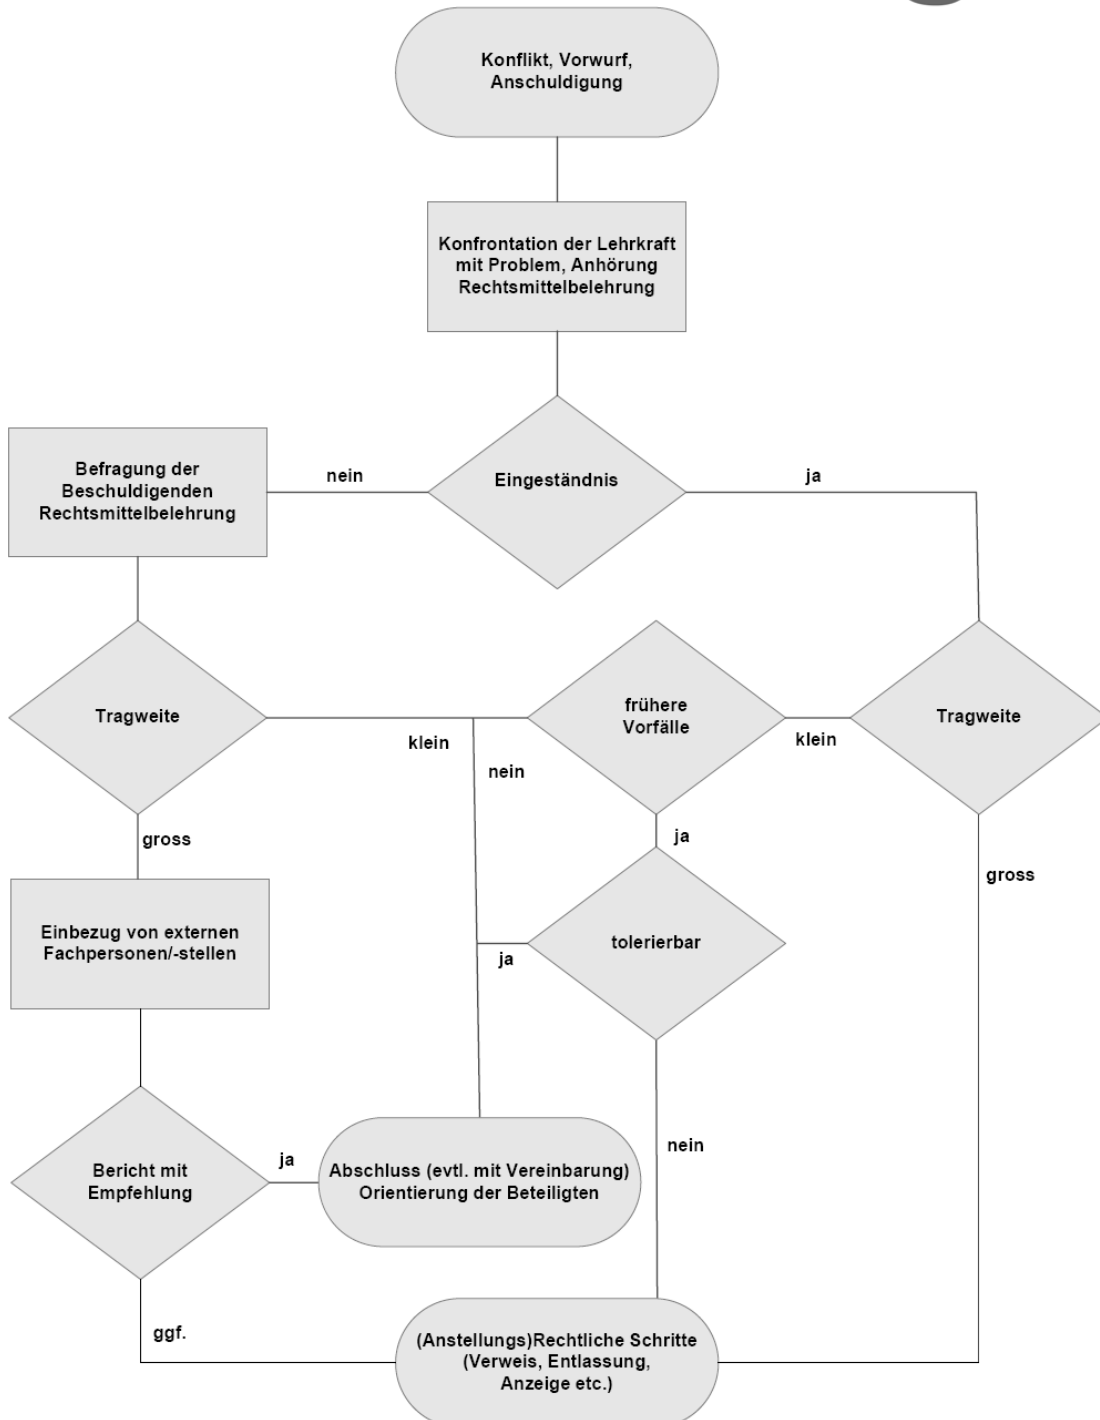 Konflikt, Vorwurf,
Anschuldigung
Konfrontation der Lehrkraft
mit Problem, Anhörung
Rechtsmittelbelehrung
Befragung der
Beschuldigenden
Rechtsmittelbelehrung
nein
Eingeständnis
ja
Tragweite
klein
nein
frühere
Vorfälle
klein
Tragweite
gross
ja
gross
Einbezug von externen
Fachpersonen/-stellen
ja
tolerierbar
nein
Bericht mit
Empfehlung
ja
Abschluss (evtl. mit Vereinbarung)
Orientierung der Beteiligten
ggf.
(Anstellungs)Rechtliche Schritte
(Verweis, Entlassung,
Anzeige etc.)